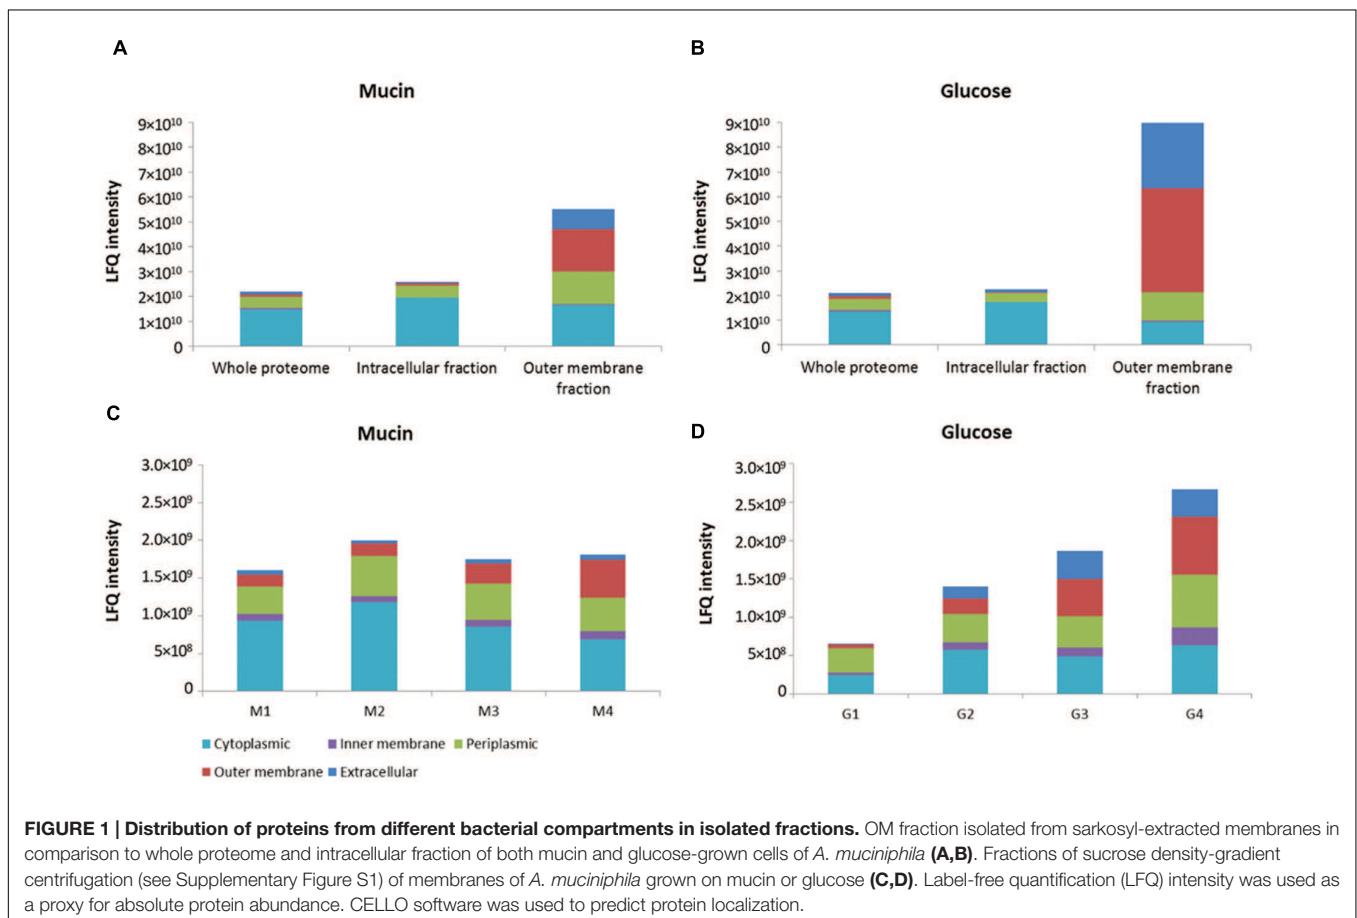 A
Mucin
LFQ intensity
9×10¹⁰
8×10¹⁰
7×10¹⁰
6×10¹⁰
5×10¹⁰
4×10¹⁰
3×10¹⁰
2×10¹⁰
1×10¹⁰
0
Whole proteome
Intracellular fraction
Outer membrane
fraction
B
Glucose
LFQ intensity
9×10¹⁰
8×10¹⁰
7×10¹⁰
6×10¹⁰
5×10¹⁰
4×10¹⁰
3×10¹⁰
2×10¹⁰
1×10¹⁰
0
Whole proteome
Intracellular fraction
Outer membrane
fraction
C
Mucin
LFQ intensity
3.0×10⁹
2.5×10⁹
2.0×10⁹
1.5×10⁹
1.0×10⁹
5×10⁸
0
M1
M2
M3
M4
Cytoplasmic
Inner membrane
Periplasmic
Outer membrane
Extracellular
D
Glucose
LFQ intensity
3.0×10⁹
2.5×10⁹
2.0×10⁹
1.5×10⁹
1.0×10⁹
5×10⁸
0
G1
G2
G3
G4
FIGURE 1 | Distribution of proteins from different bacterial compartments in isolated fractions. OM fraction isolated from sarkosyl-extracted membranes in
comparison to whole proteome and intracellular fraction of both mucin and glucose-grown cells of A. muciniphila (A,B). Fractions of sucrose density-gradient
centrifugation (see Supplementary Figure S1) of membranes of A. muciniphila grown on mucin or glucose (C,D). Label-free quantification (LFQ) intensity was used as
a proxy for absolute protein abundance. CELLO software was used to predict protein localization.